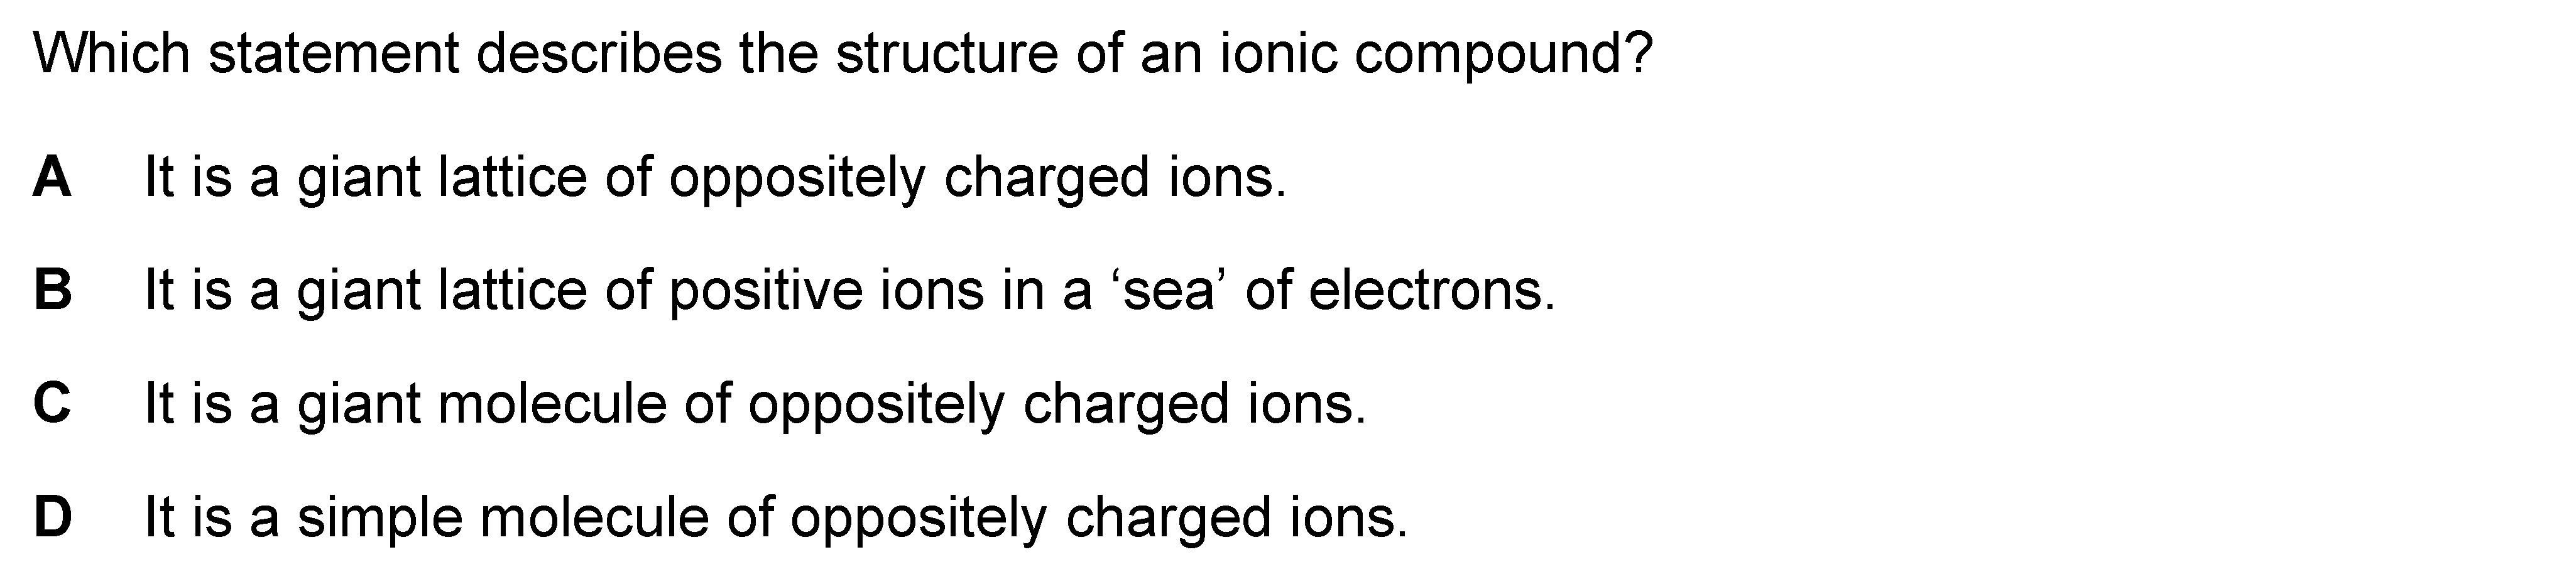 Which statement describes the structure of an ionic compound?
A It is a giant lattice of oppositely charged ions.
B It is a giant lattice of positive ions in a ‘sea’ of electrons.
C It is a giant molecule of oppositely charged ions.
D It is a simple molecule of oppositely charged ions.